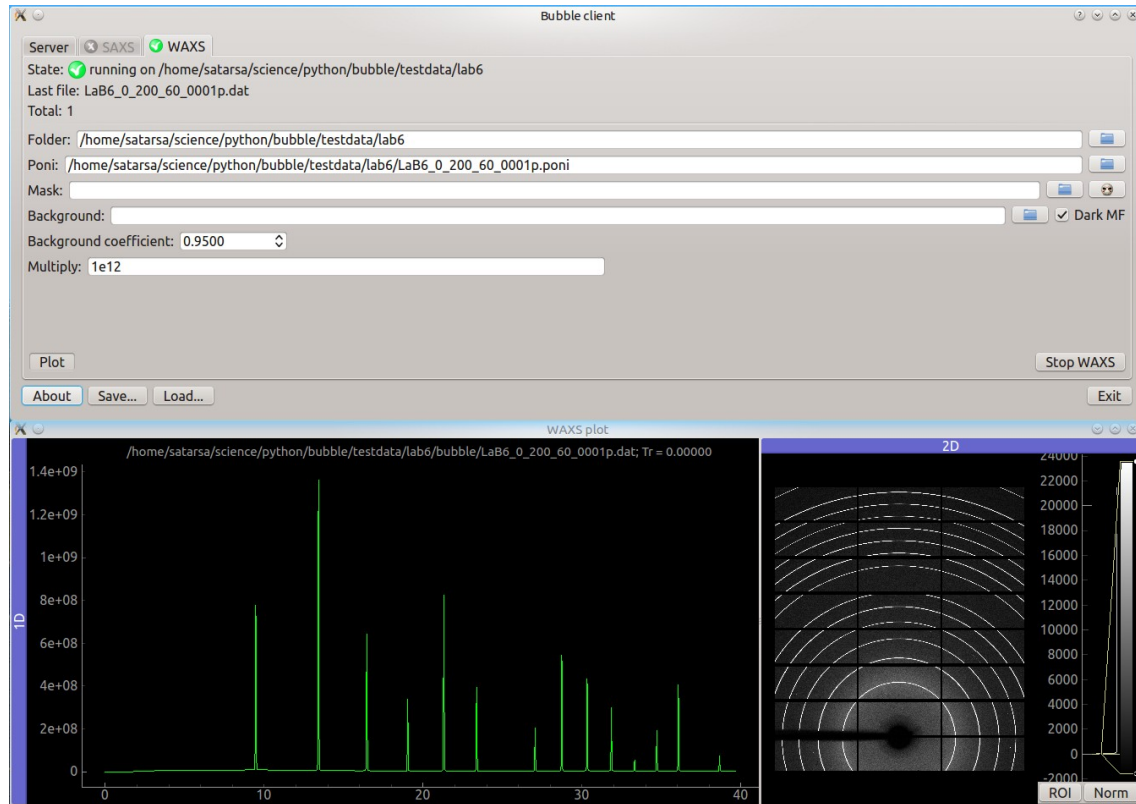 Bubble client
Server SAXS WAXS
State: running on /home/satarsa/science/python/bubble/testdata/lab6
Last file: LaB6_0_200_60_0001p.dat
Total: 1
Folder: /home/satarsa/science/python/bubble/testdata/lab6
Poni: /home/satarsa/science/python/bubble/testdata/lab6/LaB6_0_200_60_0001p.poni
Mask:
Background: Dark MF
Background coefficient: 0.9500
Multiply: 1e12
Plot Stop WAXS
About Save... Load... Exit
WAXS plot
/home/satarsa/science/python/bubble/testdata/lab6/bubble/LaB6_0_200_60_0001p.dat; Tr = 0.00000
1D
1.4e+09
1.2e+09
1e+09
8e+08
6e+08
4e+08
2e+08
0
0 10 20 30 40
2D
24000
22000
20000
18000
16000
14000
12000
10000
8000
6000
4000
2000
0
-2000
ROI Norm